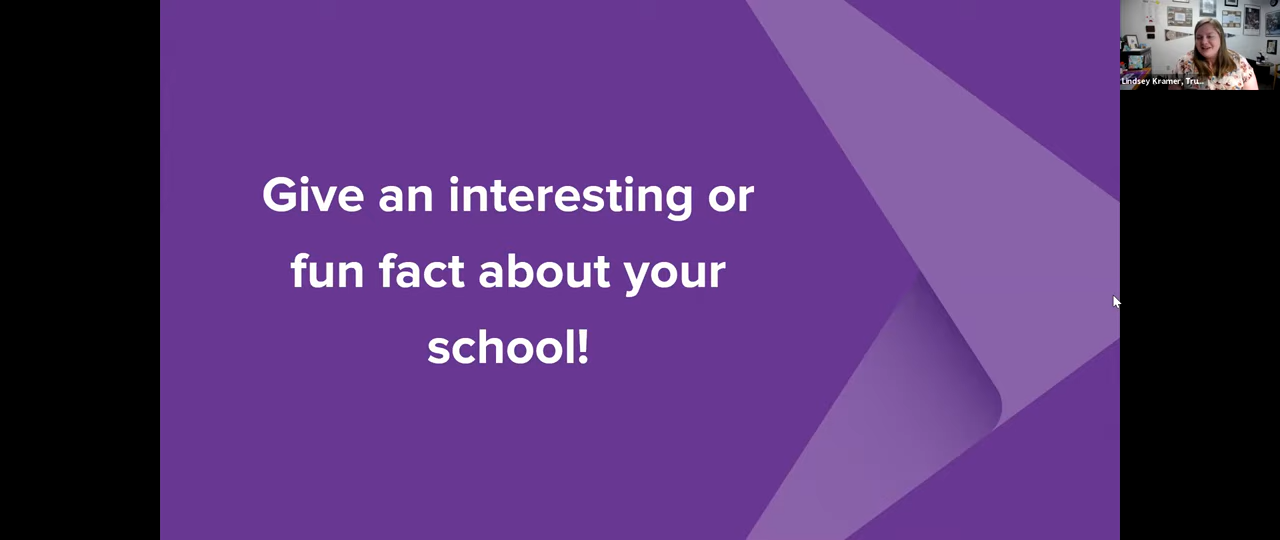 Give an interesting or
fun fact about your
school!
Lindsey Kramer, Tru...